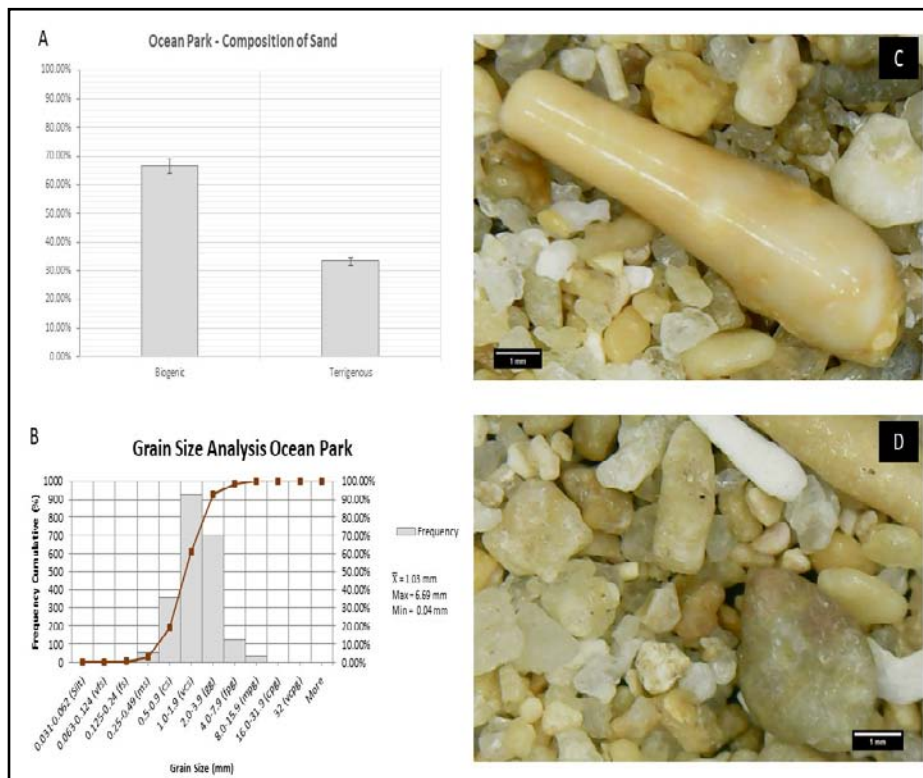 A
Ocean Park - Composition of Sand
100.00%
90.00%
80.00%
70.00%
60.00%
50.00%
40.00%
30.00%
20.00%
10.00%
0.00%
Biogenic
Terrigenous
C
1 mm
B
Grain Size Analysis Ocean Park
Frequency Cumulative (%)
1000
900
800
700
600
500
400
300
200
100
0
100.00%
90.00%
80.00%
70.00%
60.00%
50.00%
40.00%
30.00%
20.00%
10.00%
0.00%
Frequency
X̅ = 1.03 mm
Max = 6.69 mm
Min = 0.04 mm
0.031-0.062 (Silt)
0.063-0.124 (vfs)
0.125-0.24 (fs)
0.25-0.49 (ms)
0.5-0.9 (cs)
1.0-1.9 (vcs)
2.0-3.9 (gg)
4.0-7.9 (fpg)
8.0-15.9 (mpg)
16.0-31.9 (cpg)
32 (vcpg)
More
Grain Size (mm)
D
1 mm